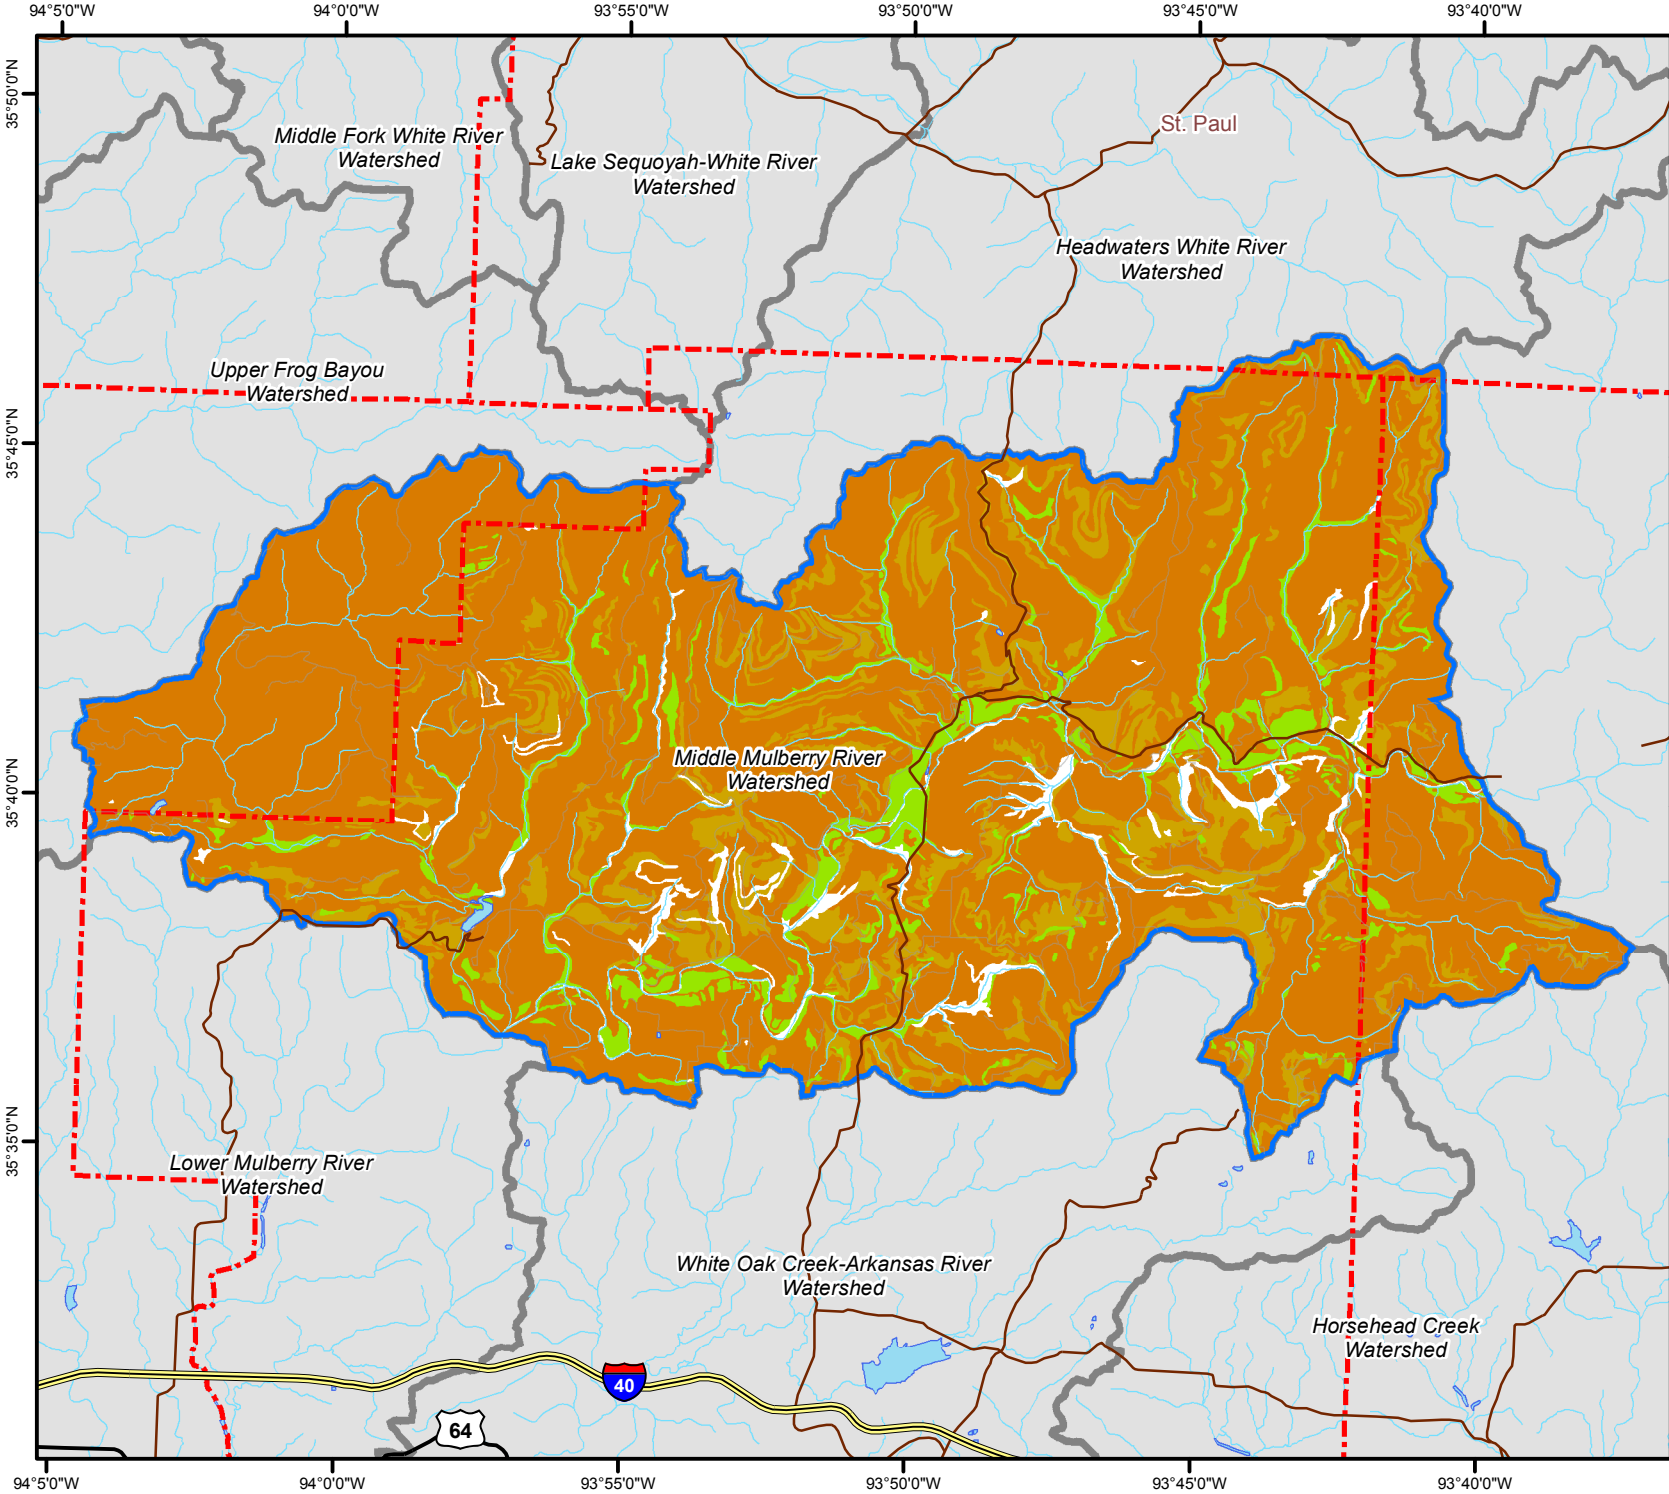 94°5'0"W
94°0'0"W
93°55'0"W
93°50'0"W
93°45'0"W
93°40'0"W
35°50'0"N
35°45'0"N
35°40'0"N
35°35'0"N
Middle Fork White River
Watershed
Lake Sequoyah-White River
Watershed
St. Paul
Headwaters White River
Watershed
Upper Frog Bayou
Watershed
Middle Mulberry River
Watershed
Lower Mulberry River
Watershed
White Oak Creek-Arkansas River
Watershed
Horsehead Creek
Watershed
40
64
94°5'0"W
94°0'0"W
93°55'0"W
93°50'0"W
93°45'0"W
93°40'0"W